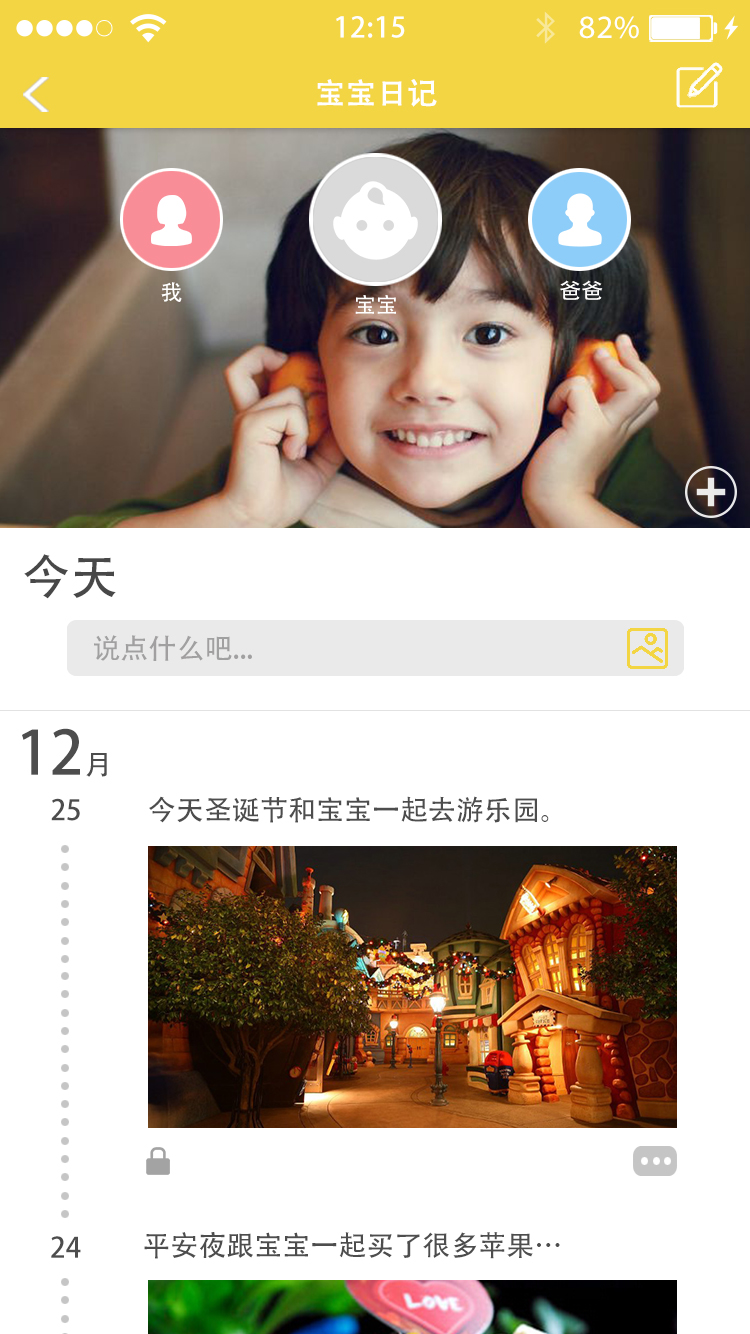 12:15
82%
宝宝日记
我
宝宝
爸爸
今天
说点什么吧...
12月
25
今天圣诞节和宝宝一起去游乐园。
24
平安夜跟宝宝一起买了很多苹果…
LOVE